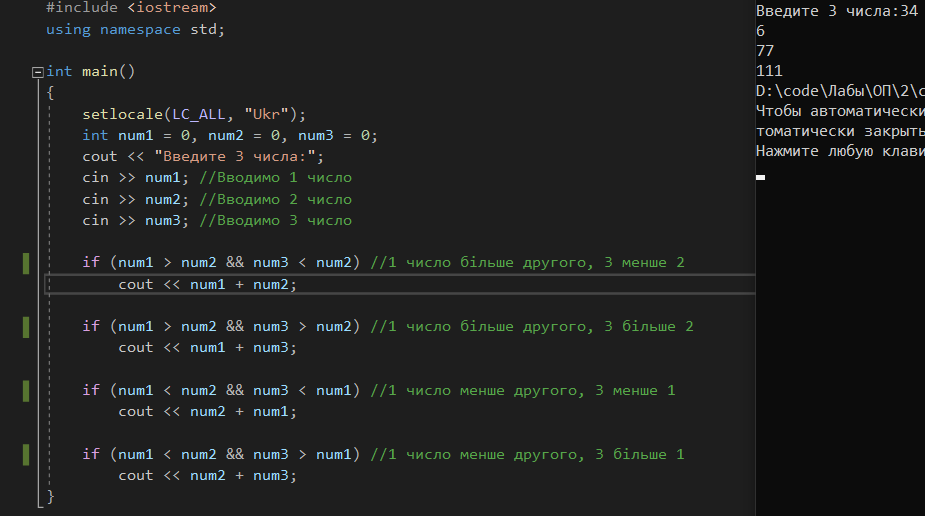 #include <iostream>
using namespace std;
int main()
{
setlocale(LC_ALL, "Ukr");
int num1 = 0, num2 = 0, num3 = 0;
cout << "Введите 3 числа:";
cin >> num1; //Вводимо 1 число
cin >> num2; //Вводимо 2 число
cin >> num3; //Вводимо 3 число
if (num1 > num2 && num3 < num2) //1 число більше другого, 3 менше 2
cout << num1 + num2;
if (num1 > num2 && num3 > num2) //1 число більше другого, 3 більше 2
cout << num1 + num3;
if (num1 < num2 && num3 < num1) //1 число менше другого, 3 менше 1
cout << num2 + num1;
if (num1 < num2 && num3 > num1) //1 число менше другого, 3 більше 1
cout << num2 + num3;
}
Введите 3 числа:34
6
77
111
D:\code\Лабы\ОП\2\c
Чтобы автоматически
томатически закрыть
Нажмите любую клави